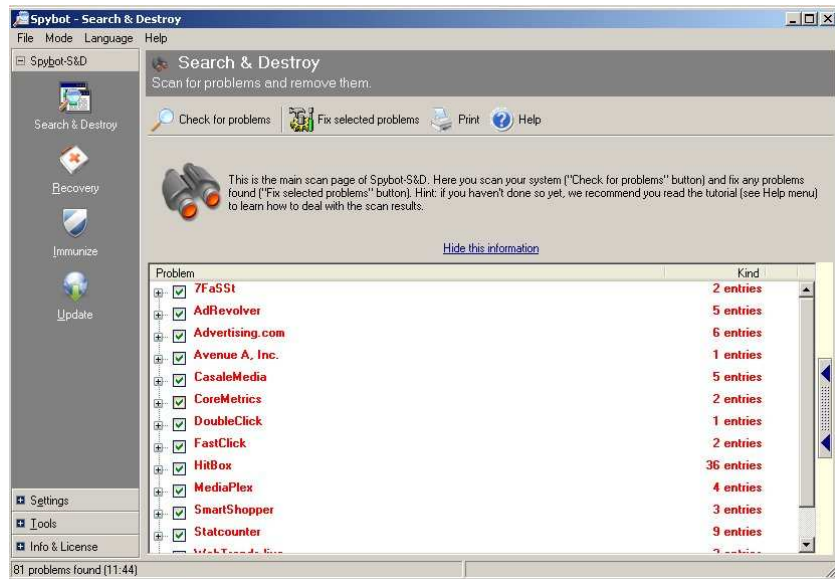 Spybot - Search & Destroy
File Mode Language Help
Spybot-S&D
Search & Destroy
Recovery
Immunize
Update
Settings
Tools
Info & License
Search & Destroy
Scan for problems and remove them.
Check for problems Fix selected problems Print Help
This is the main scan page of Spybot-S&D. Here you scan your system ("Check for problems" button) and fix any problems
found ("Fix selected problems" button). Hint: if you haven't done so yet, we recommend you read the tutorial (see Help menu)
to learn how to deal with the scan results.
Hide this information
Problem Kind
7FaSSt 2 entries
AdRevolver 5 entries
Advertising.com 6 entries
Avenue A, Inc. 1 entries
CasaleMedia 5 entries
CoreMetrics 2 entries
DoubleClick 1 entries
FastClick 2 entries
HitBox 36 entries
MediaPlex 4 entries
SmartShopper 3 entries
Statcounter 9 entries
81 problems found (11:44)